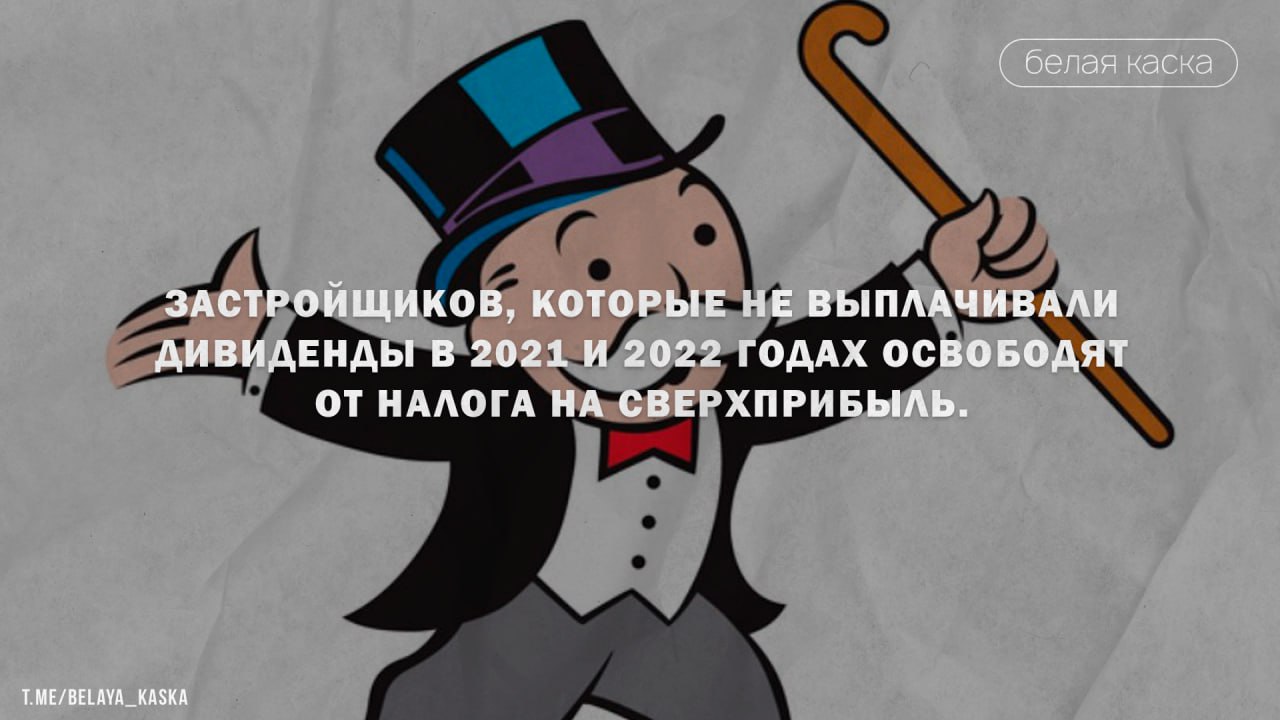 белая каска
ЗАСТРОЙЩИКОВ, КОТОРЫЕ НЕ ВЫПЛАЧИВАЛИ
ДИВИДЕНДЫ В 2021 И 2022 ГОДАХ ОСВОБОДЯТ
ОТ НАЛОГА НА СВЕРХПРИБЫЛЬ.
T.ME/BELAYA_KASKA